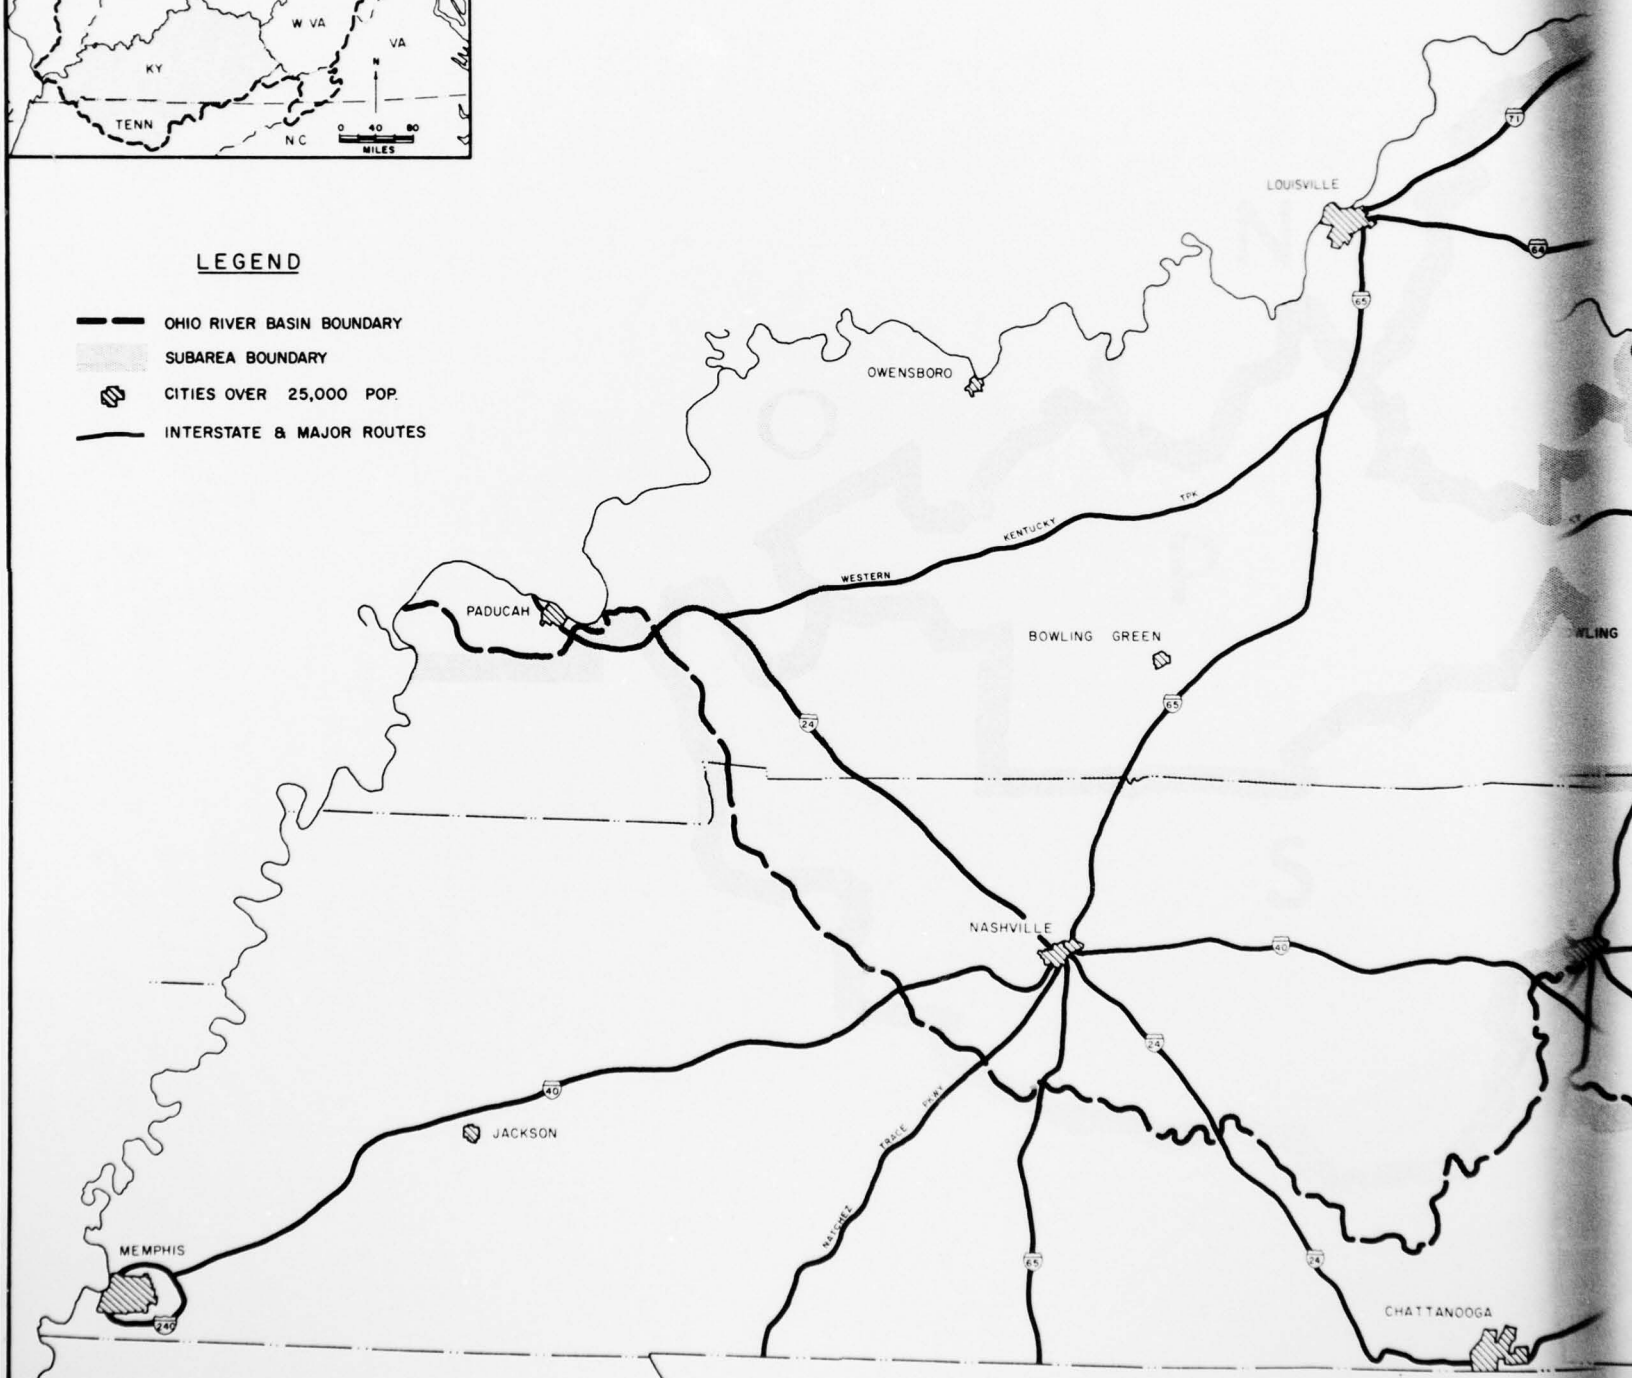 W VA
VA
KY
N
TENN
N C
0 40 80
MILES
LEGEND
OHIO RIVER BASIN BOUNDARY
SUBAREA BOUNDARY
CITIES OVER 25,000 POP.
INTERSTATE & MAJOR ROUTES
71
LOUISVILLE
64
65
OWENSBORO
WESTERN KENTUCKY TPK
PADUCAH
BOWLING GREEN
65
24
NASHVILLE
40
24
40
JACKSON
NATCHEZ TRACE PKWY
65
24
MEMPHIS
240
CHATTANOOGA